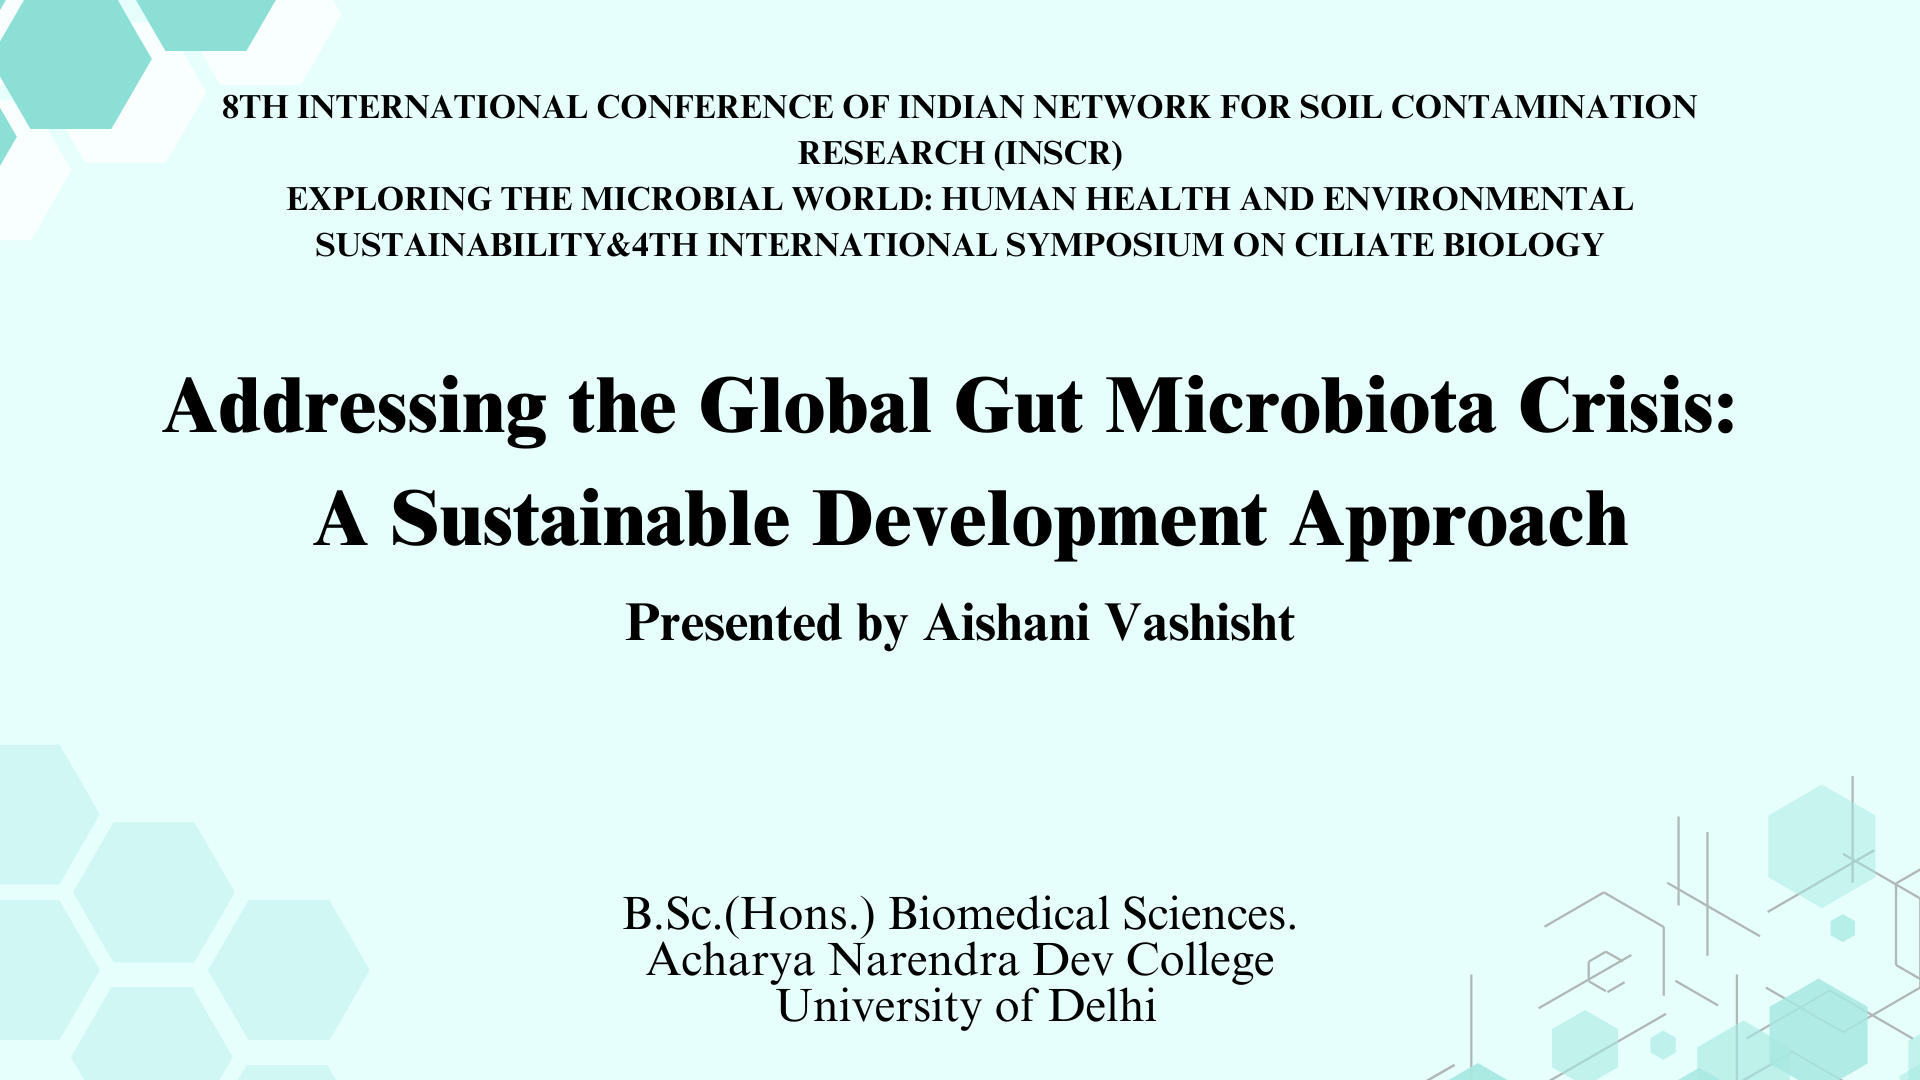 8TH INTERNATIONAL CONFERENCE OF INDIAN NETWORK FOR SOIL CONTAMINATION
RESEARCH (INSCR)
EXPLORING THE MICROBIAL WORLD: HUMAN HEALTH AND ENVIRONMENTAL
SUSTAINABILITY&4TH INTERNATIONAL SYMPOSIUM ON CILIATE BIOLOGY
Addressing the Global Gut Microbiota Crisis:
A Sustainable Development Approach
Presented by Aishani Vashisht
B.Sc.(Hons.) Biomedical Sciences.
Acharya Narendra Dev College
University of Delhi